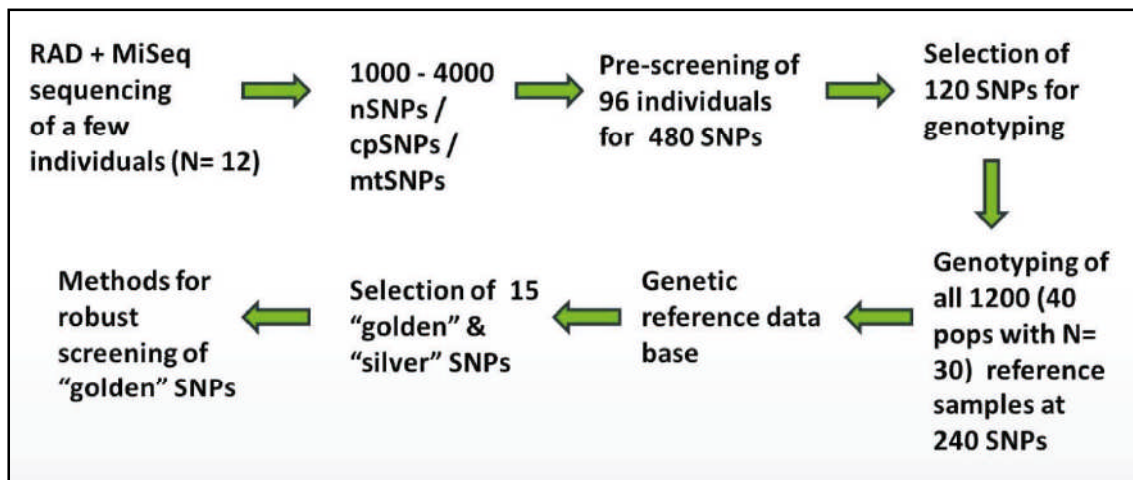 RAD + MiSeq
sequencing
of a few
individuals (N= 12)
1000 - 4000
nSNPs /
cpSNPs /
mtSNPs
Pre-screening of
96 individuals
for 480 SNPs
Selection of
120 SNPs for
genotyping
Genotyping of
all 1200 (40
pops with N=
30) reference
samples at
240 SNPs
Genetic
reference data
base
Selection of 15
“golden” &
“silver” SNPs
Methods for
robust
screening of
“golden” SNPs